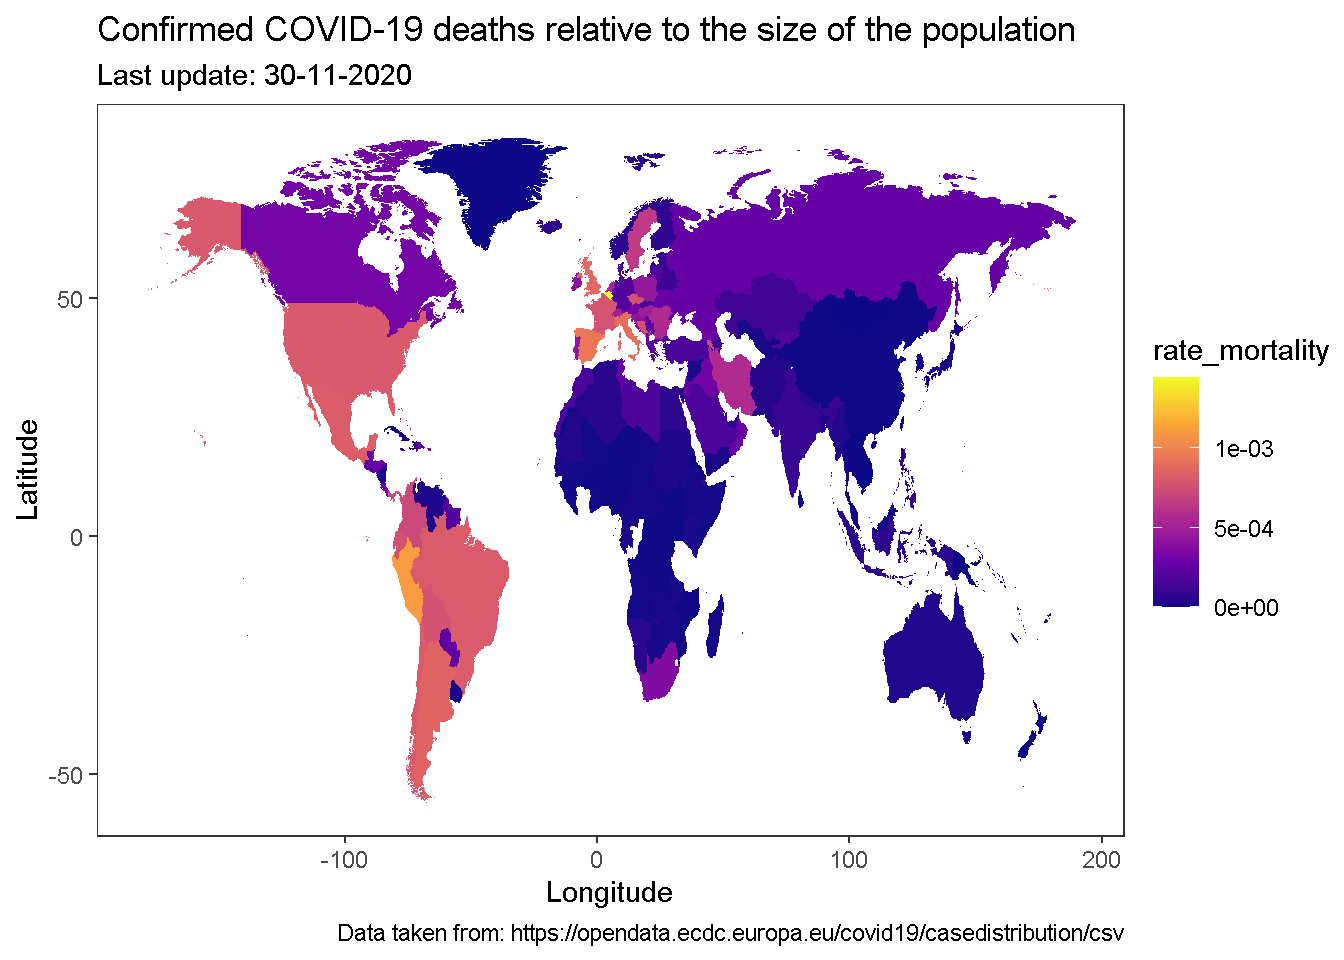 Confirmed COVID-19 deaths relative to the size of the population
Last update: 30-11-2020
rate_mortality
1e-03
5e-04
0e+00
Latitude
50
0
-50
-100
0
100
200
Longitude
Data taken from: https://opendata.ecdc.europa.eu/covid19/casedistribution/csv